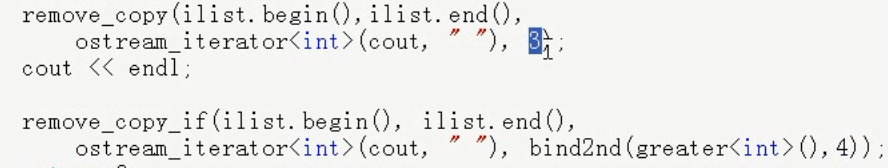 remove_copy(ilist.begin(),ilist.end(),
    ostream_iterator<int>(cout, " "), 3);
cout << endl;

remove_copy_if(ilist.begin(), ilist.end(),
    ostream_iterator<int>(cout, " "), bind2nd(greater<int>(),4));